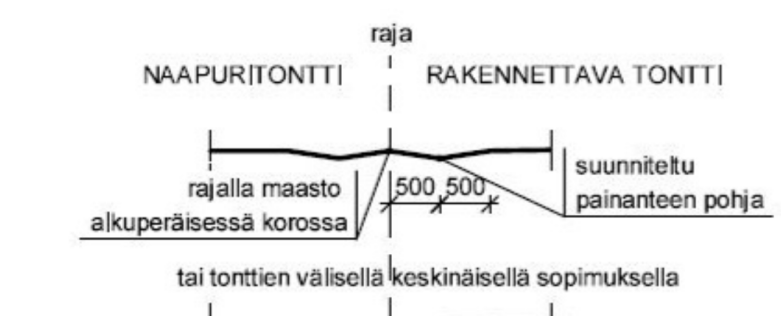 raja
NAAPURITONTTI
RAKENNETTAVA TONTTI
rajalla maasto
alkuperäisessä korossa
500 500
suunniteltu
painanteen pohja
tai tonttien välisellä keskinäisellä sopimuksella